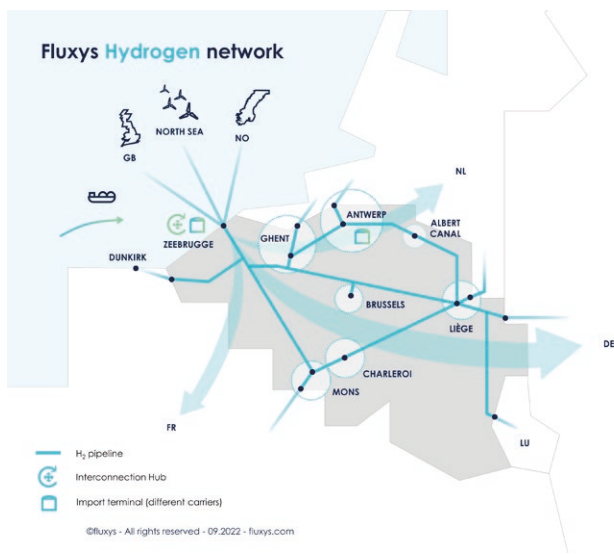 Fluxys Hydrogen network
NORTH SEA
GB
NO
NL
ANTWERP
ALBERT
CANAL
GHENT
ZEEBRUGGE
DUNKIRK
BRUSSELS
LIÈGE
DE
CHARLEROI
MONS
FR
LU
H₂ pipeline
Interconnection Hub
Import terminal (different carriers)
©fluxys - All rights reserved - 09.2022 - fluxys.com